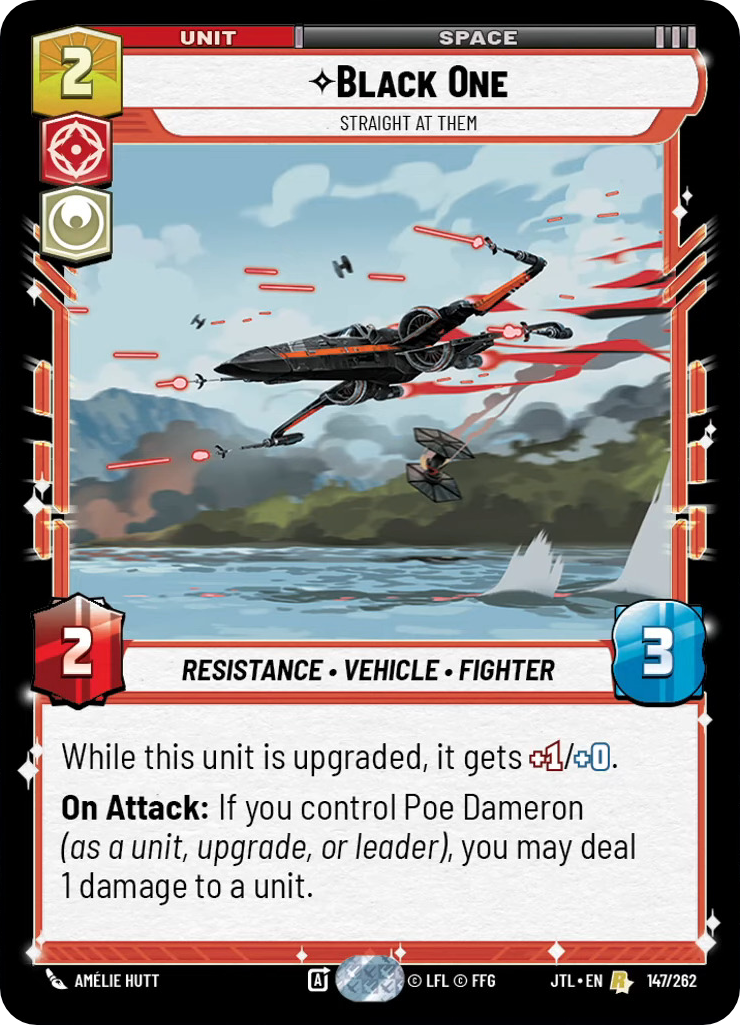 UNIT SPACE
2
✧BLACK ONE
STRAIGHT AT THEM
2
RESISTANCE • VEHICLE • FIGHTER
3
While this unit is upgraded, it gets +1/+0.
On Attack: If you control Poe Dameron
(as a unit, upgrade, or leader), you may deal
1 damage to a unit.
AMÉLIE HUTT A © LFL © FFG JTL • EN R 147/262